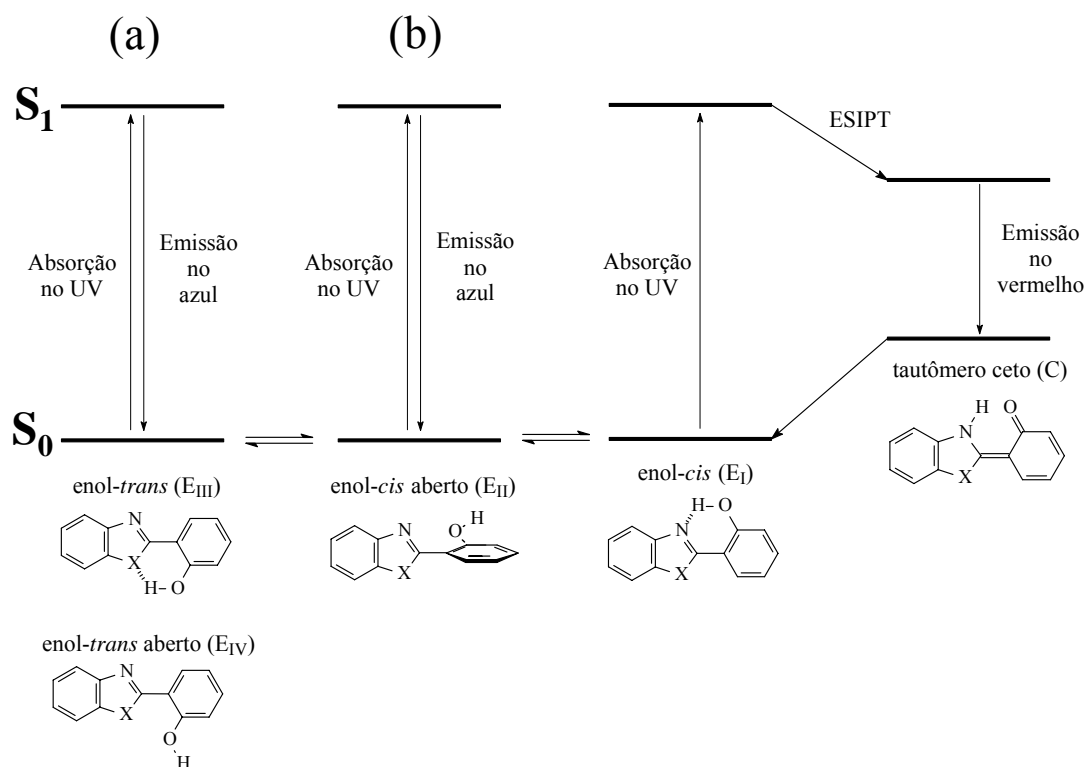 (a)
(b)
S1
ESIPT
Absorção
no UV
Emissão
no
azul
Absorção
no UV
Emissão
no
azul
Absorção
no UV
Emissão
no
vermelho
S0
tautômero ceto (C)
H
O
N
X
enol-trans (EIII)
N
X
H
O
enol-cis aberto (EII)
N
X
O
H
enol-cis (EI)
H
O
N
X
enol-trans aberto (EIV)
N
X
O
H